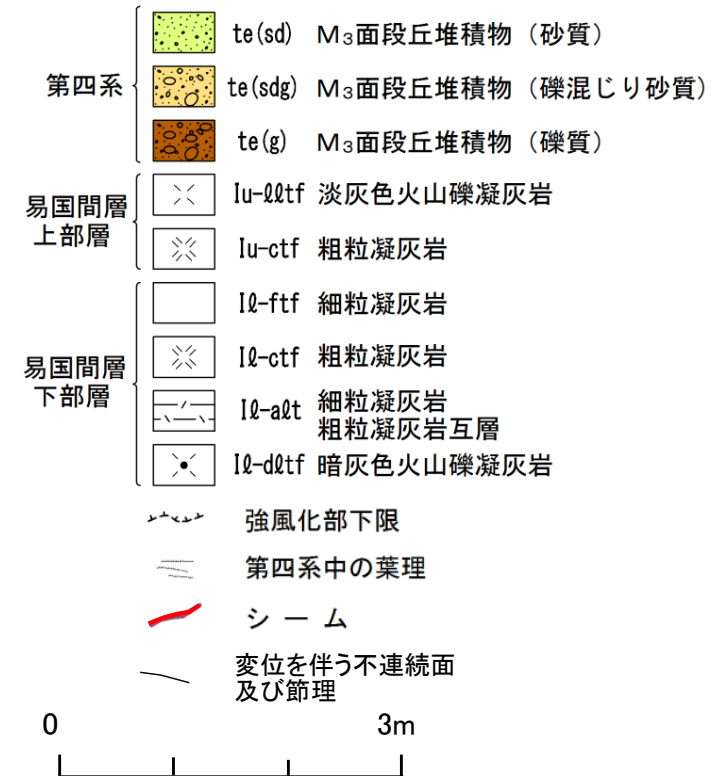 第四系
te(sd) M₃面段丘堆積物（砂質）
te(sdg) M₃面段丘堆積物（礫混じり砂質）
te(g) M₃面段丘堆積物（礫質）
易国間層
上部層
Iu-ℓℓtf 淡灰色火山礫凝灰岩
Iu-ctf 粗粒凝灰岩
易国間層
下部層
Iℓ-ftf 細粒凝灰岩
Iℓ-ctf 粗粒凝灰岩
Iℓ-aℓt 細粒凝灰岩
粗粒凝灰岩互層
Iℓ-dℓtf 暗灰色火山礫凝灰岩
強風化部下限
第四系中の葉理
シーム
変位を伴う不連続面
及び節理
0 3m